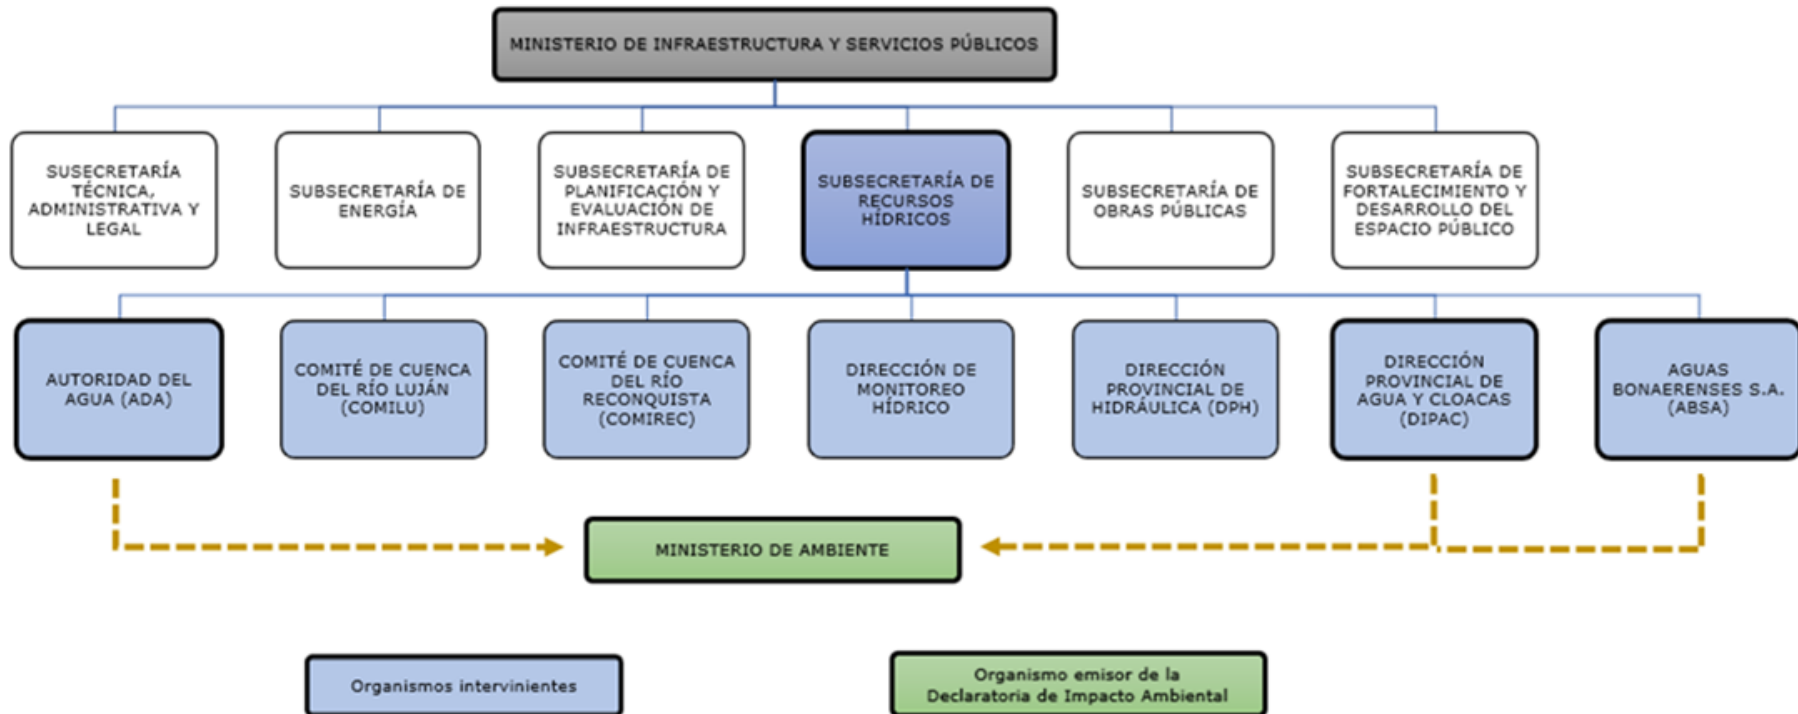 MINISTERIO DE INFRAESTRUCTURA Y SERVICIOS PÚBLICOS
SUSECRETARÍA
TÉCNICA,
ADMINISTRATIVA Y
LEGAL
SUBSECRETARÍA DE
ENERGÍA
SUBSECRETARÍA DE
PLANIFICACIÓN Y
EVALUACIÓN DE
INFRAESTRUCTURA
SUBSECRETARÍA DE
RECURSOS
HÍDRICOS
SUBSECRETARÍA DE
OBRAS PÚBLICAS
SUBSECRETARÍA DE
FORTALECIMIENTO Y
DESARROLLO DEL
ESPACIO PÚBLICO
AUTORIDAD DEL
AGUA (ADA)
COMITÉ DE CUENCA
DEL RÍO LUJÁN
(COMILU)
COMITÉ DE CUENCA
DEL RÍO
RECONQUISTA
(COMIREC)
DIRECCIÓN DE
MONITOREO
HÍDRICO
DIRECCIÓN
PROVINCIAL DE
HIDRÁULICA (DPH)
DIRECCIÓN
PROVINCIAL DE
AGUA Y CLOACAS
(DIPAC)
AGUAS
BONAERENSES S.A.
(ABSA)
MINISTERIO DE AMBIENTE
Organismos intervinientes
Organismo emisor de la
Declaratoria de Impacto Ambiental